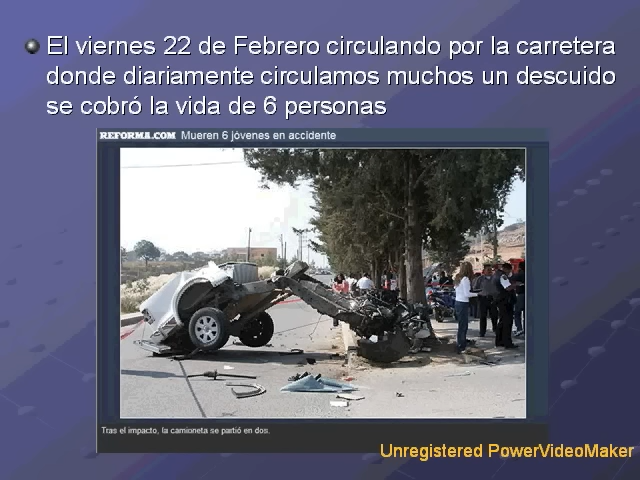 El viernes 22 de Febrero circulando por la carretera
donde diariamente circulamos muchos un descuido
se cobró la vida de 6 personas
REFORMA.COM Mueren 6 jóvenes en accidente
Tras el impacto, la camioneta se partió en dos.
Unregistered PowerVideoMaker